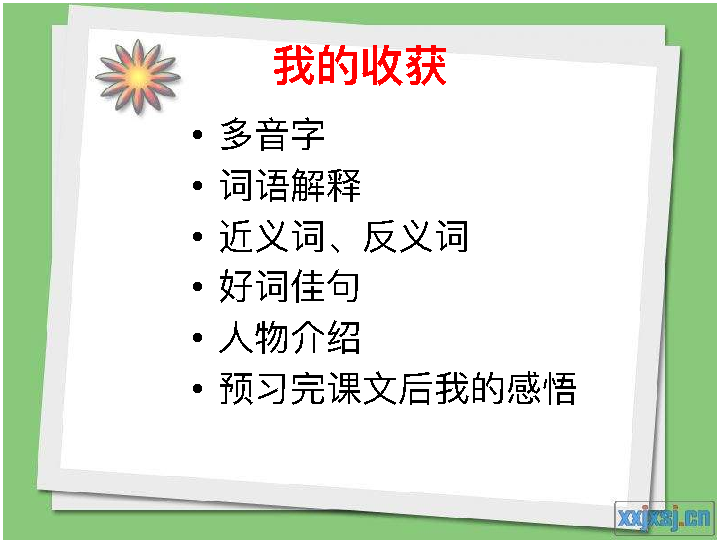 我的收获
• 多音字
• 词语解释
• 近义词、反义词
• 好词佳句
• 人物介绍
• 预习完课文后我的感悟
xxjxsj.cn